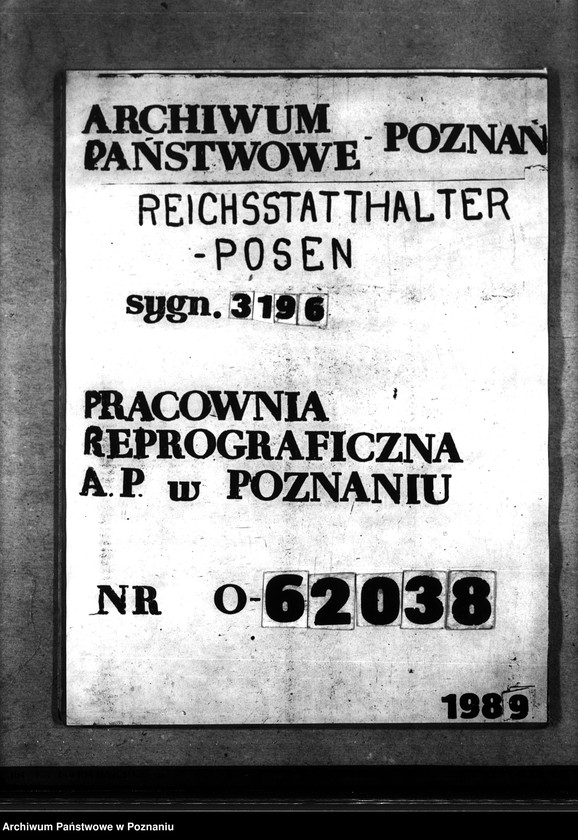 ARCHIWUM
PAŃSTWOWE - POZNAŃ
REICHSSTATTHALTER
-POSEN
sygn. 3196
PRACOWNIA
REPROGRAFICZNA
A.P. w POZNANIU
NR O-62038
1989
Archiwum Państwowe w Poznaniu